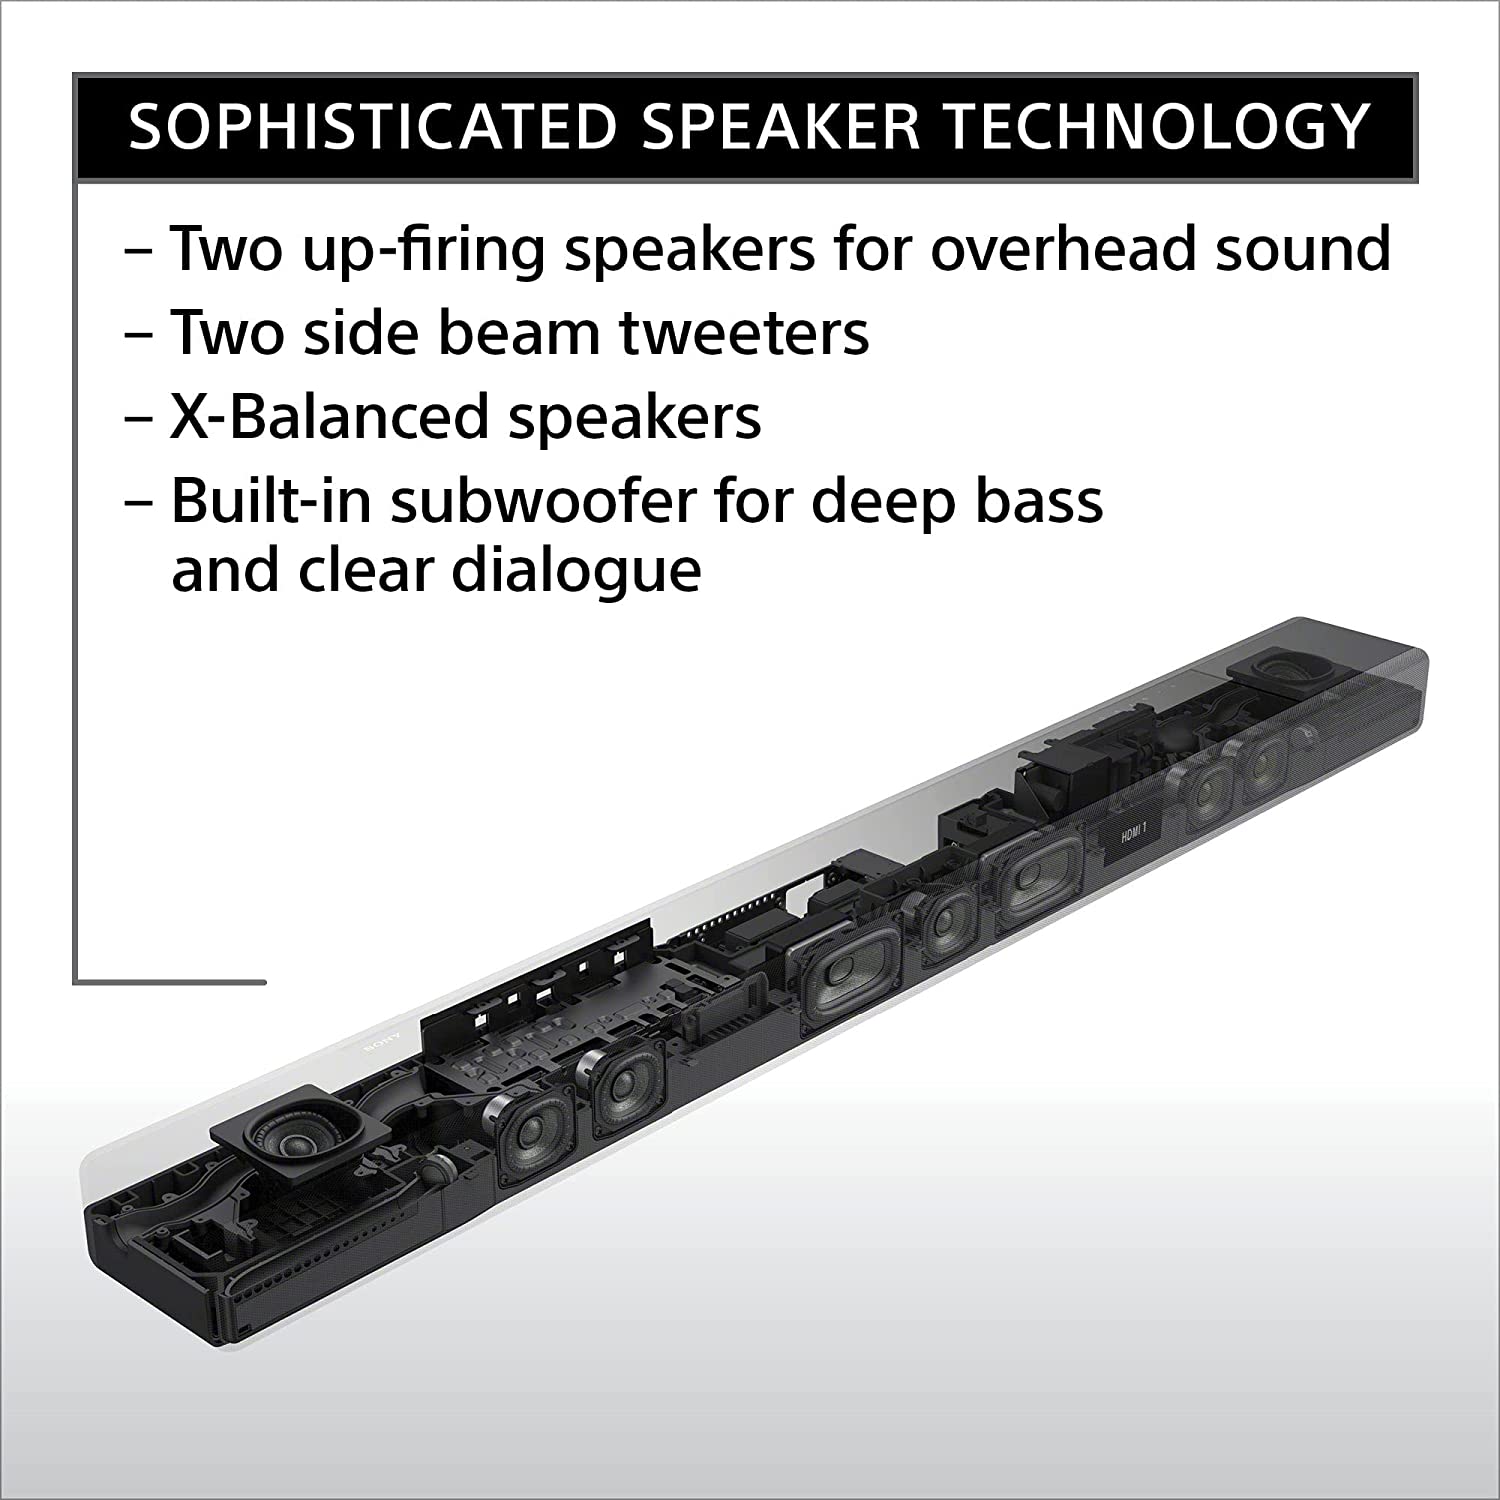 SOPHISTICATED SPEAKER TECHNOLOGY
– Two up-firing speakers for overhead sound
– Two side beam tweeters
– X-Balanced speakers
– Built-in subwoofer for deep bass
and clear dialogue
HDMI 1
SONY